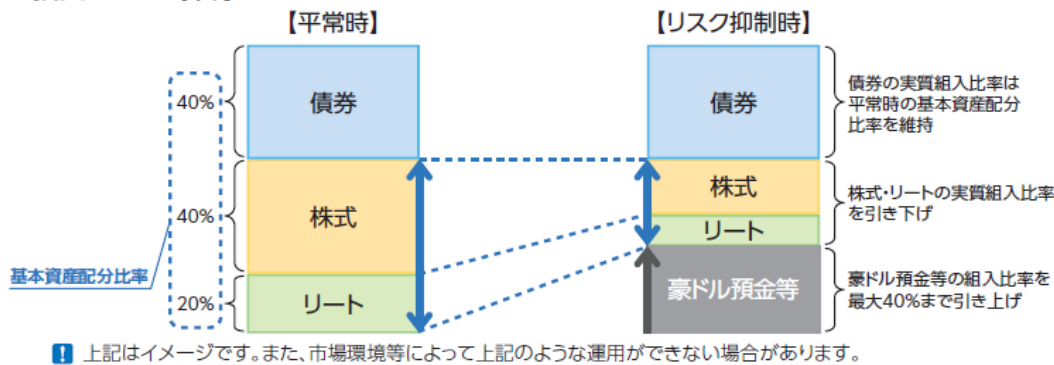 【平常時】
【リスク抑制時】
40%
債券
債券
債券の実質組入比率は
平常時の基本資産配分
比率を維持
40%
株式
株式
リート
株式・リートの実質組入比率
を引き下げ
基本資産配分比率
20%
リート
豪ドル預金等
豪ドル預金等の組入比率を
最大40%まで引き上げ
! 上記はイメージです。また、市場環境等によって上記のような運用ができない場合があります。